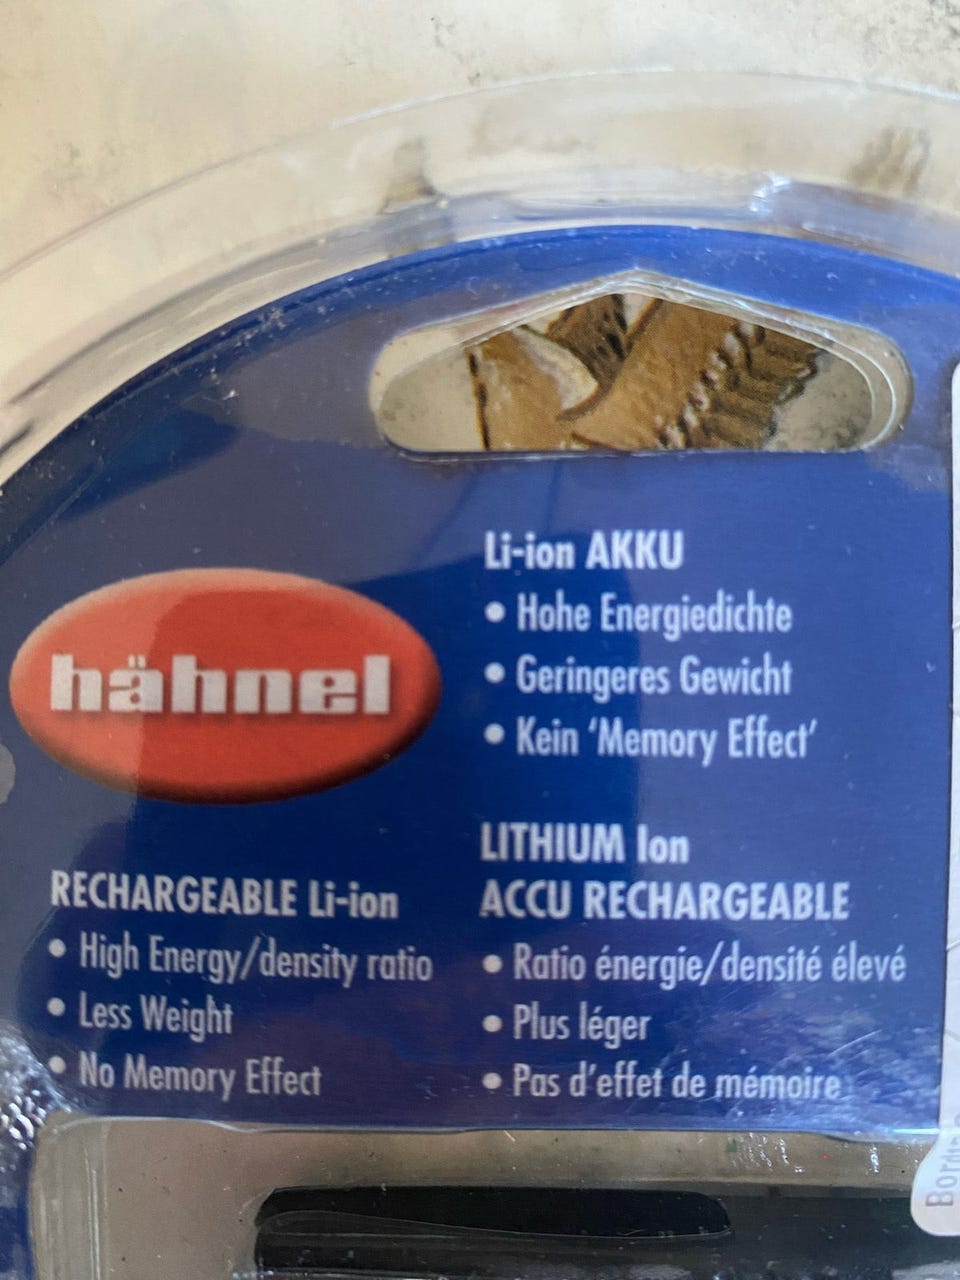 hähnel
RECHARGEABLE Li-ion
• High Energy/density ratio
• Less Weight
• No Memory Effect
Li-ion AKKU
• Hohe Energiedichte
• Geringeres Gewicht
• Kein ‘Memory Effect’
LITHIUM Ion
ACCU RECHARGEABLE
• Ratio énergie/densité élevé
• Plus léger
• Pas d’effet de mémoire